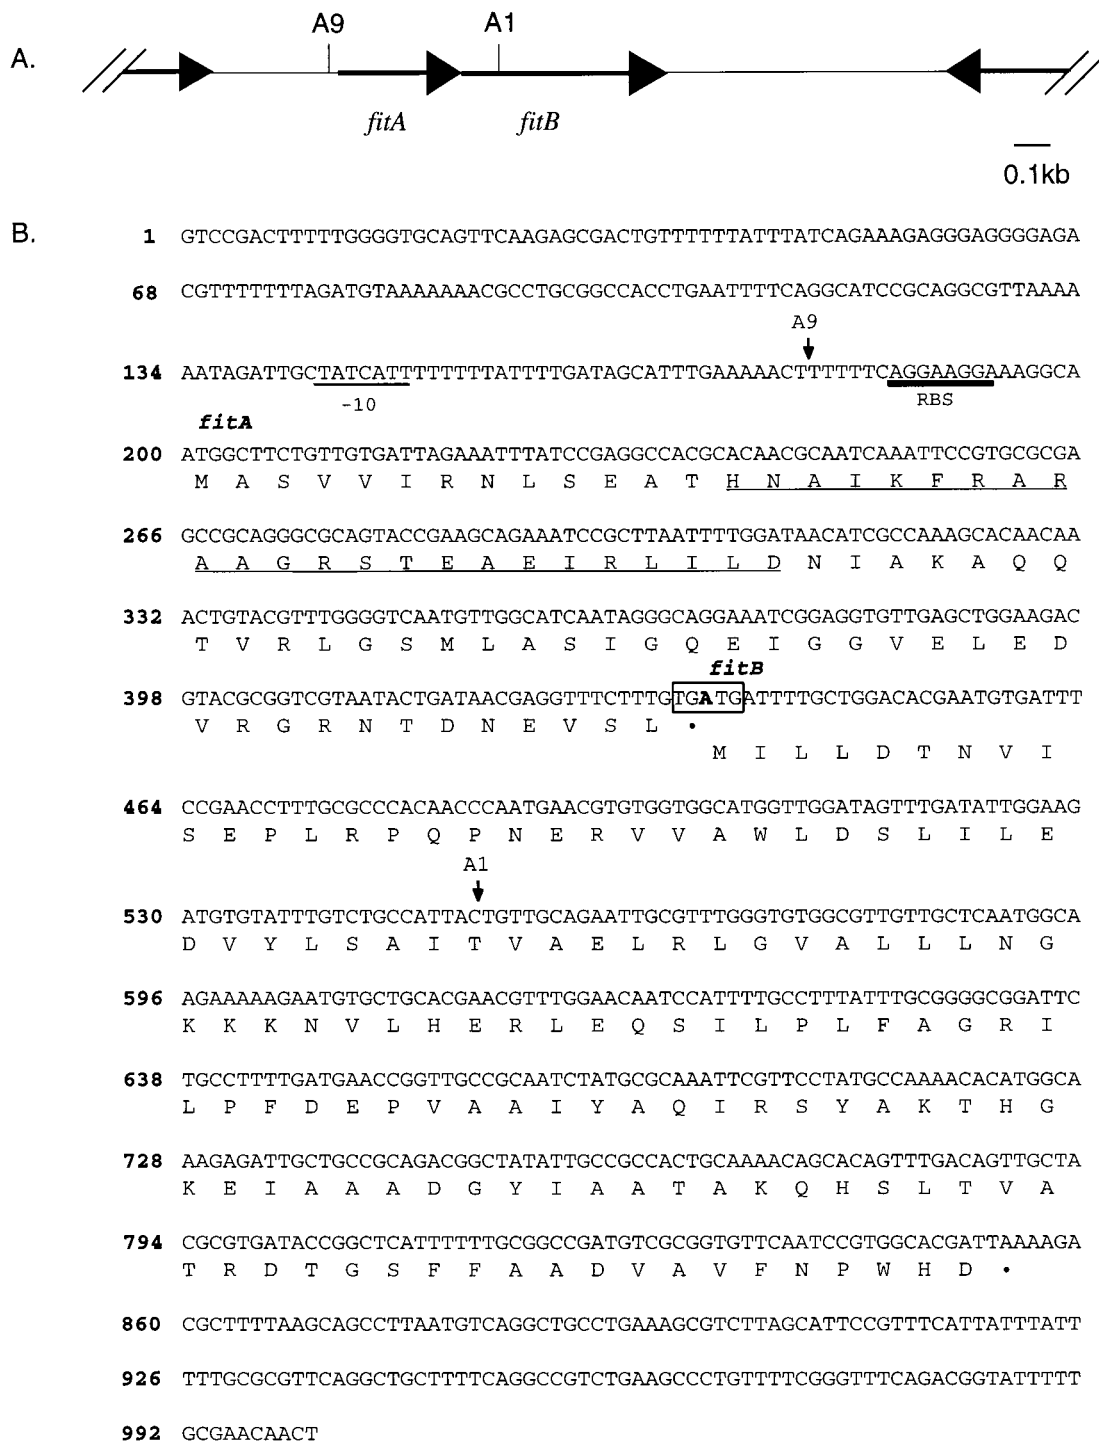 A.
A9 A1
fitA fitB
0.1kb
B.
1 GTCCGACTTTTTGGGGTGCAGTTCAAGAGCGACTGTTTTTTATTTATCAGAAAGAGGGAGGGGAGA
68 CGTTTTTTTAGATGTAAAAAAACGCCTGCGGCCACCTGAATTTTCAGGCATCCGCAGGCGTTAAAA
A9
134 AATAGATTGCTATCATTTTTTTTATTTTGATAGCATTTGAAAAACTTTTTTCAGGAAGGAAAGGCA
-10 RBS
fitA
200 ATGGCTTCTGTTGTGATTAGAAATTTATCCGAGGCCACGCACAACGCAATCAAATTCCGTGCGCGA
M A S V V I R N L S E A T H N A I K F R A R
266 GCCGCAGGGCGCAGTACCGAAGCAGAAATCCGCTTAATTTTGGATAACATCGCCAAAGCACAACAA
A A G R S T E A E I R L I L D N I A K A Q Q
332 ACTGTACGTTTGGGGTCAATGTTGGCATCAATAGGGCAGGAAATCGGAGGTGTTGAGCTGGAAGAC
T V R L G S M L A S I G Q E I G G V E L E D
fitB
398 GTACGCGGTCGTAATACTGATAACGAGGTTTCTTTGTGATGATTTTGCTGGACACGAATGTGATTT
V R G R N T D N E V S L •
M I L L D T N V I
464 CCGAACCTTTGCGCCCACAACCCAATGAACGTGTGGTGGCATGGTTGGATAGTTTGATATTGGAAG
S E P L R P Q P N E R V V A W L D S L I L E
A1
530 ATGTGTATTTGTCTGCCATTACTGTTGCAGAATTGCGTTTGGGTGTGGCGTTGTTGCTCAATGGCA
D V Y L S A I T V A E L R L G V A L L L N G
596 AGAAAAAGAATGTGCTGCACGAACGTTTGGAACAATCCATTTTGCCTTTATTTGCGGGGCGGATTC
K K K N V L H E R L E Q S I L P L F A G R I
638 TGCCTTTTGATGAACCGGTTGCCGCAATCTATGCGCAAATTCGTTCCTATGCCAAAACACATGGCA
L P F D E P V A A I Y A Q I R S Y A K T H G
728 AAGAGATTGCTGCCGCAGACGGCTATATTGCCGCCACTGCAAAACAGCACAGTTTGACAGTTGCTA
K E I A A A D G Y I A A T A K Q H S L T V A
794 CGCGTGATACCGGCTCATTTTTTGCGGCCGATGTCGCGGTGTTCAATCCGTGGCACGATTAAAAGA
T R D T G S F F A A D V A V F N P W H D •
860 CGCTTTTAAGCAGCCTTAATGTCAGGCTGCCTGAAAGCGTCTTAGCATTCCGTTTCATTATTTATT
926 TTTGCGCGTTCAGGCTGCTTTTCAGGCCGTCTGAAGCCCTGTTTTCGGGTTTCAGACGGTATTTTT
992 GCGAACAACT